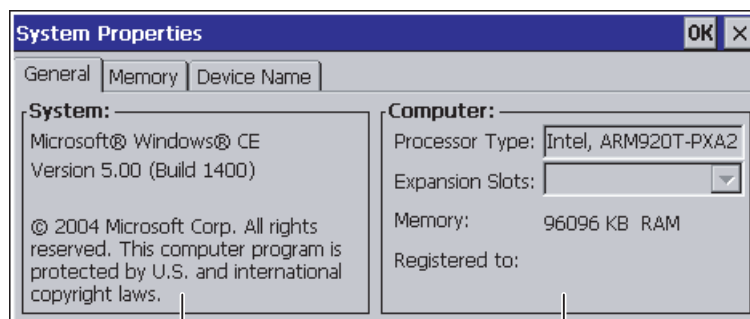 System Properties OK ×
General Memory Device Name
System:
Microsoft® Windows® CE
Version 5.00 (Build 1400)
© 2004 Microsoft Corp. All rights
reserved. This computer program is
protected by U.S. and international
copyright laws.
Computer:
Processor Type: Intel, ARM920T-PXA2
Expansion Slots:
Memory: 96096 KB RAM
Registered to: